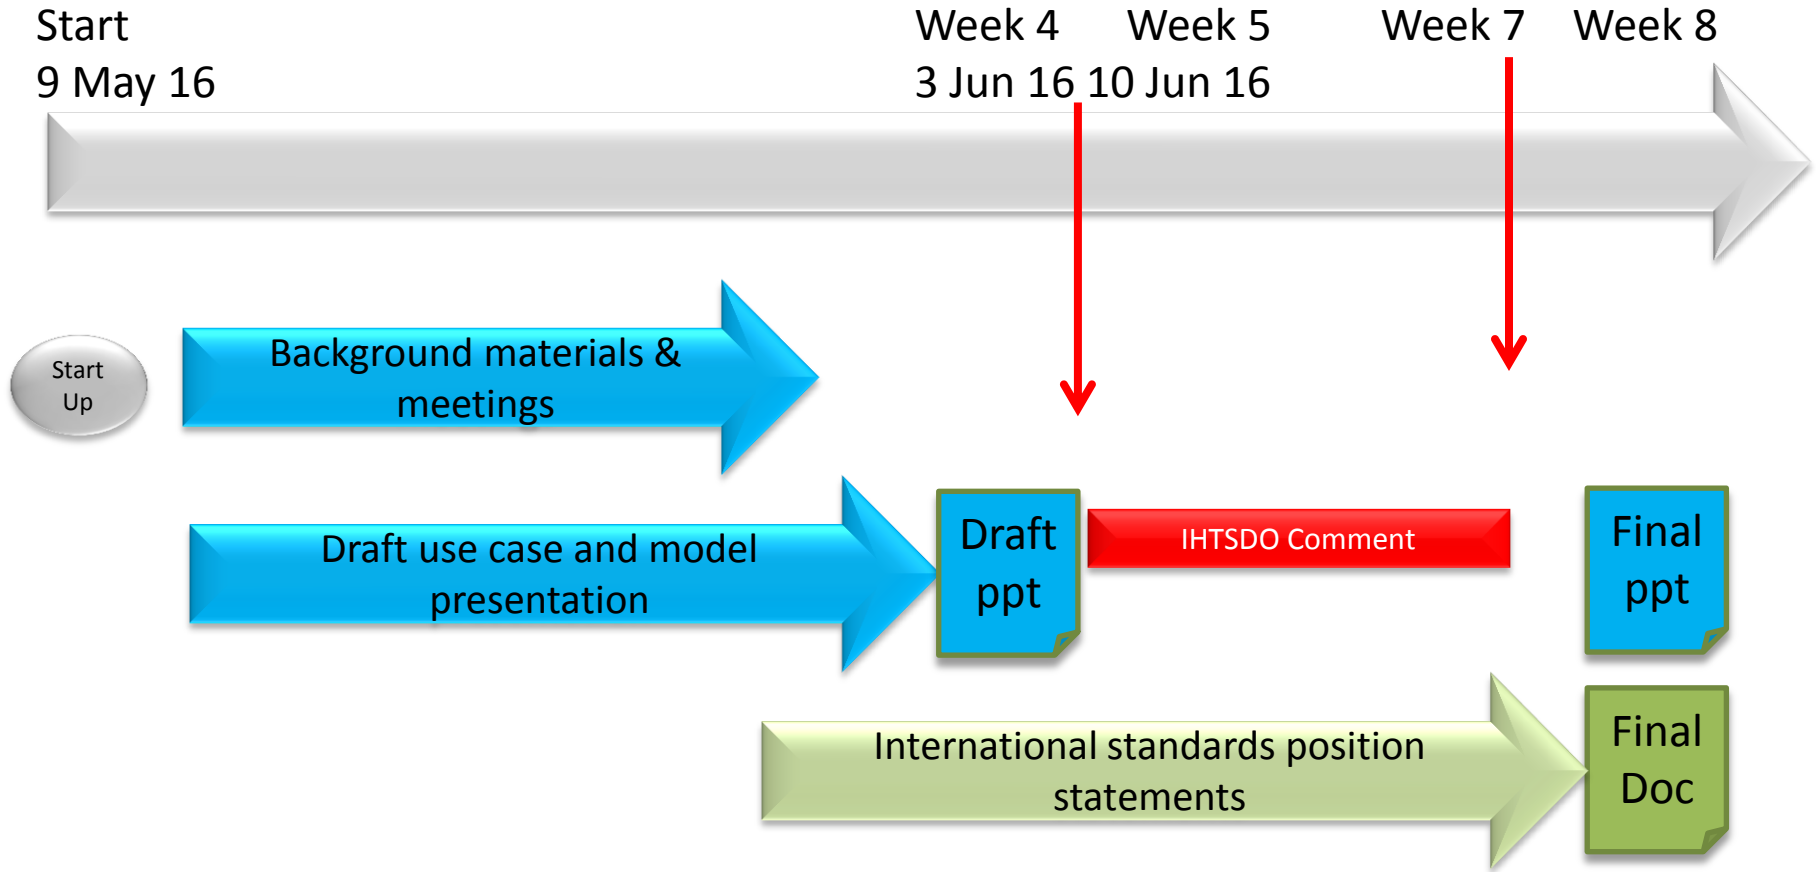 Start
9 May 16
Week 4
3 Jun 16
Week 5
10 Jun 16
Week 7
Week 8
Start
Up
Background materials &
meetings
Draft use case and model
presentation
Draft
ppt
IHTSDO Comment
Final
ppt
International standards position
statements
Final
Doc